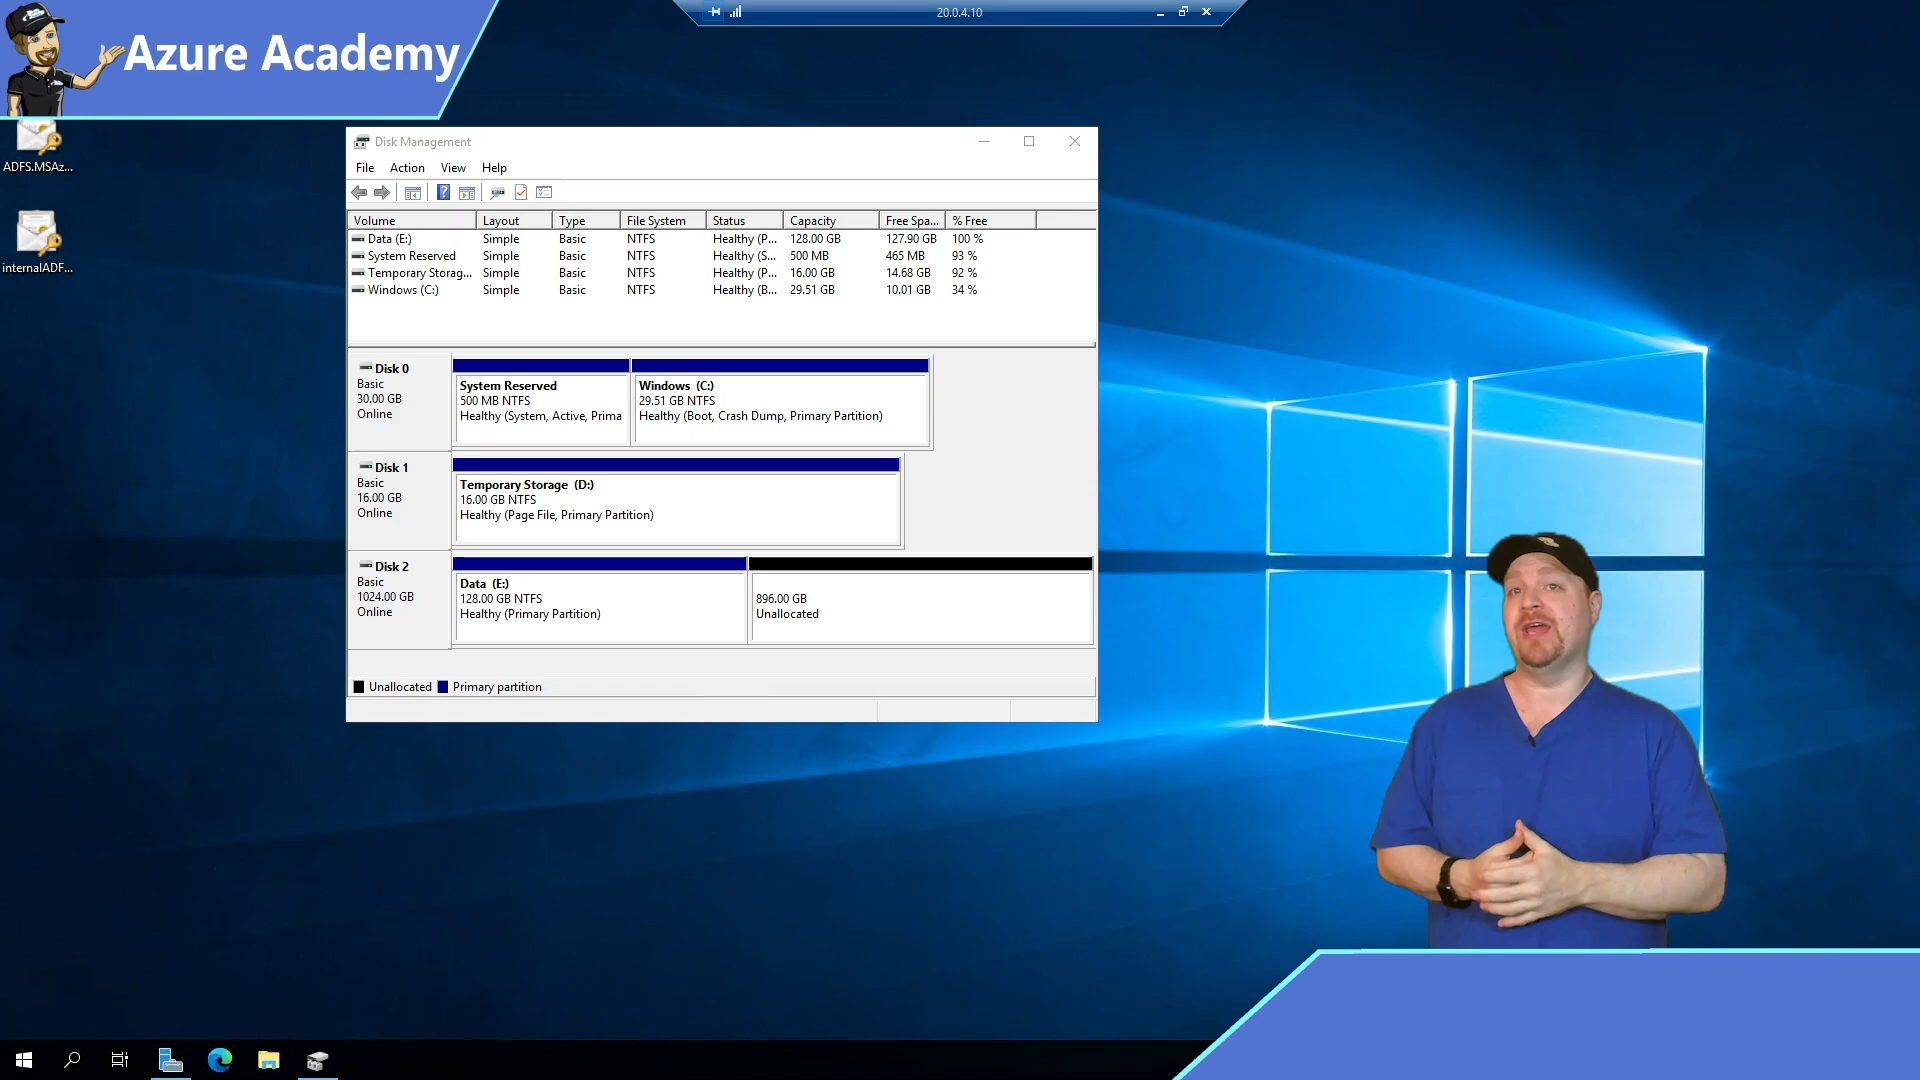 20.0.4.10
Azure Academy
ADFS.MSAz...
internalADF...
Disk Management
File Action View Help
Volume Layout Type File System Status Capacity Free Spa... % Free
Data (E:) Simple Basic NTFS Healthy (P... 128.00 GB 127.90 GB 100 %
System Reserved Simple Basic NTFS Healthy (S... 500 MB 465 MB 93 %
Temporary Storag... Simple Basic NTFS Healthy (P... 16.00 GB 14.68 GB 92 %
Windows (C:) Simple Basic NTFS Healthy (B... 29.51 GB 10.01 GB 34 %
Disk 0
Basic
30.00 GB
Online
System Reserved
500 MB NTFS
Healthy (System, Active, Prima
Windows (C:)
29.51 GB NTFS
Healthy (Boot, Crash Dump, Primary Partition)
Disk 1
Basic
16.00 GB
Online
Temporary Storage (D:)
16.00 GB NTFS
Healthy (Page File, Primary Partition)
Disk 2
Basic
1024.00 GB
Online
Data (E:)
128.00 GB NTFS
Healthy (Primary Partition)
896.00 GB
Unallocated
Unallocated Primary partition